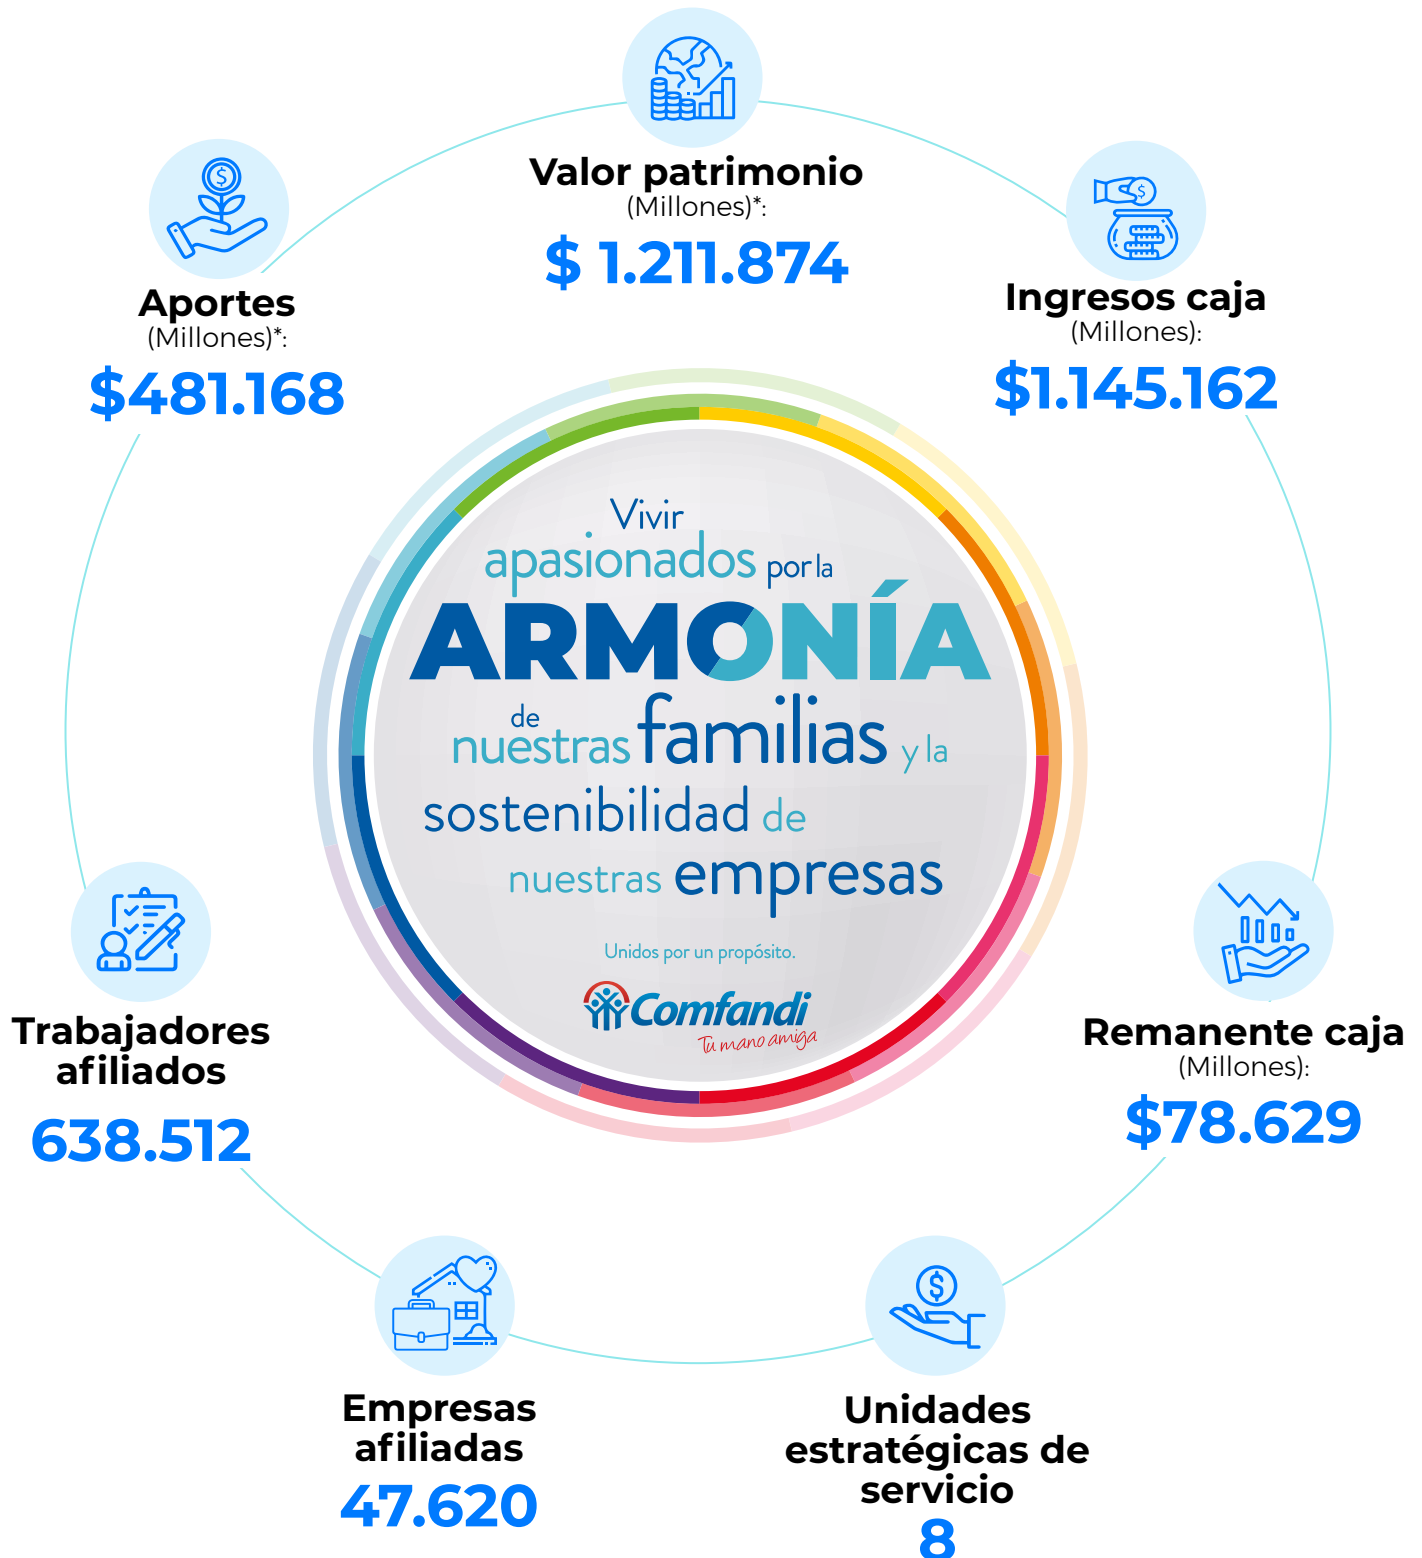 Valor patrimonio
(Millones)*:
$ 1.211.874
Aportes
(Millones)*:
$481.168
Ingresos caja
(Millones):
$1.145.162
Vivir
apasionados por la
ARMONÍA
de
nuestras familias y la
sostenibilidad de
nuestras empresas
Unidos por un propósito.
Comfandi
Tu mano amiga
Trabajadores
afiliados
638.512
Remanente caja
(Millones):
$78.629
Empresas
afiliadas
47.620
Unidades
estratégicas de
servicio
8